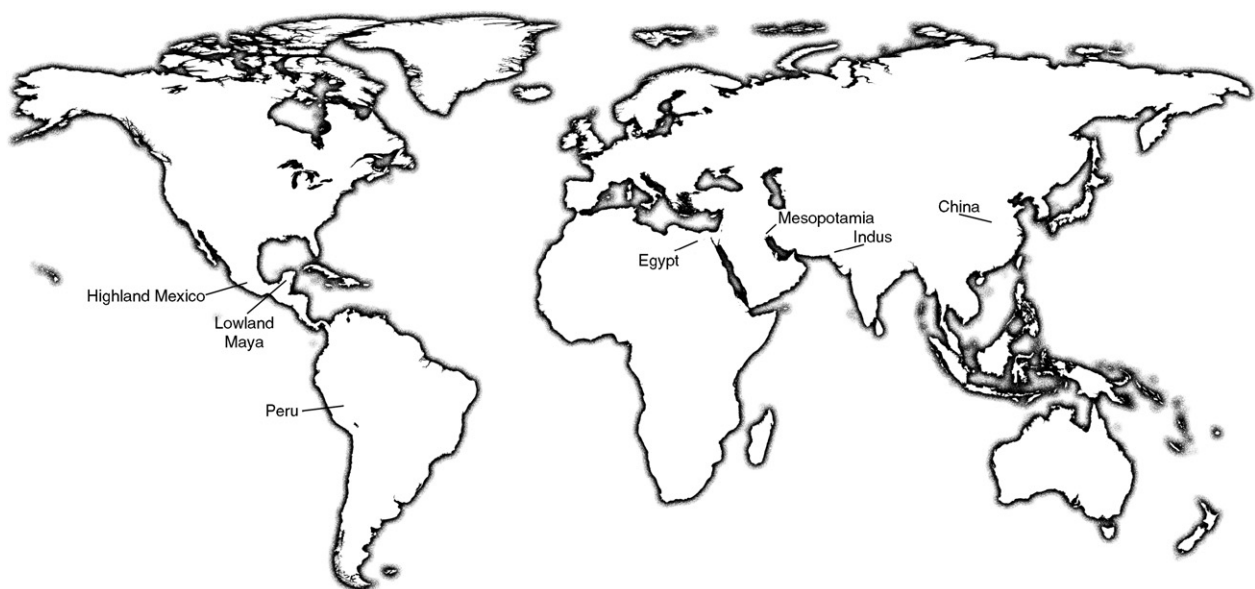 China
Mesopotamia
Indus
Egypt
Highland Mexico
Lowland
Maya
Peru